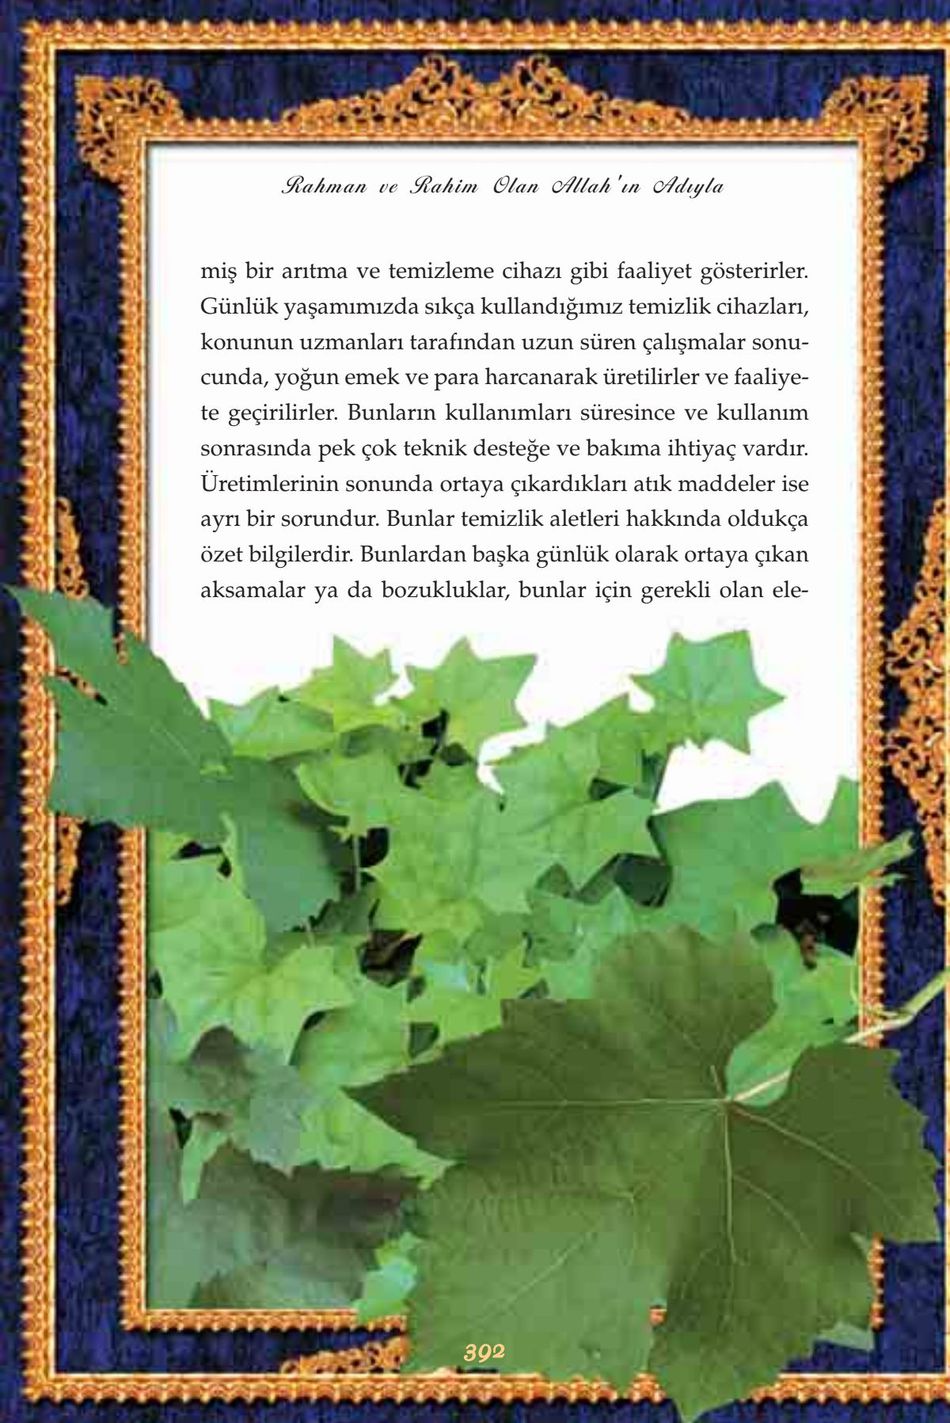 Rahman ve Rahim Olan Allah'ın Adıyla
miş bir arıtma ve temizleme cihazı gibi faaliyet gösterirler.
Günlük yaşamımızda sıkça kullandığımız temizlik cihazları,
konunun uzmanları tarafından uzun süren çalışmalar sonu-
cunda, yoğun emek ve para harcanarak üretilirler ve faaliye-
te geçirilirler. Bunların kullanımları süresince ve kullanım
sonrasında pek çok teknik desteğe ve bakıma ihtiyaç vardır.
Üretimlerinin sonunda ortaya çıkardıkları atık maddeler ise
ayrı bir sorundur. Bunlar temizlik aletleri hakkında oldukça
özet bilgilerdir. Bunlardan başka günlük olarak ortaya çıkan
aksamalar ya da bozukluklar, bunlar için gerekli olan ele-
392